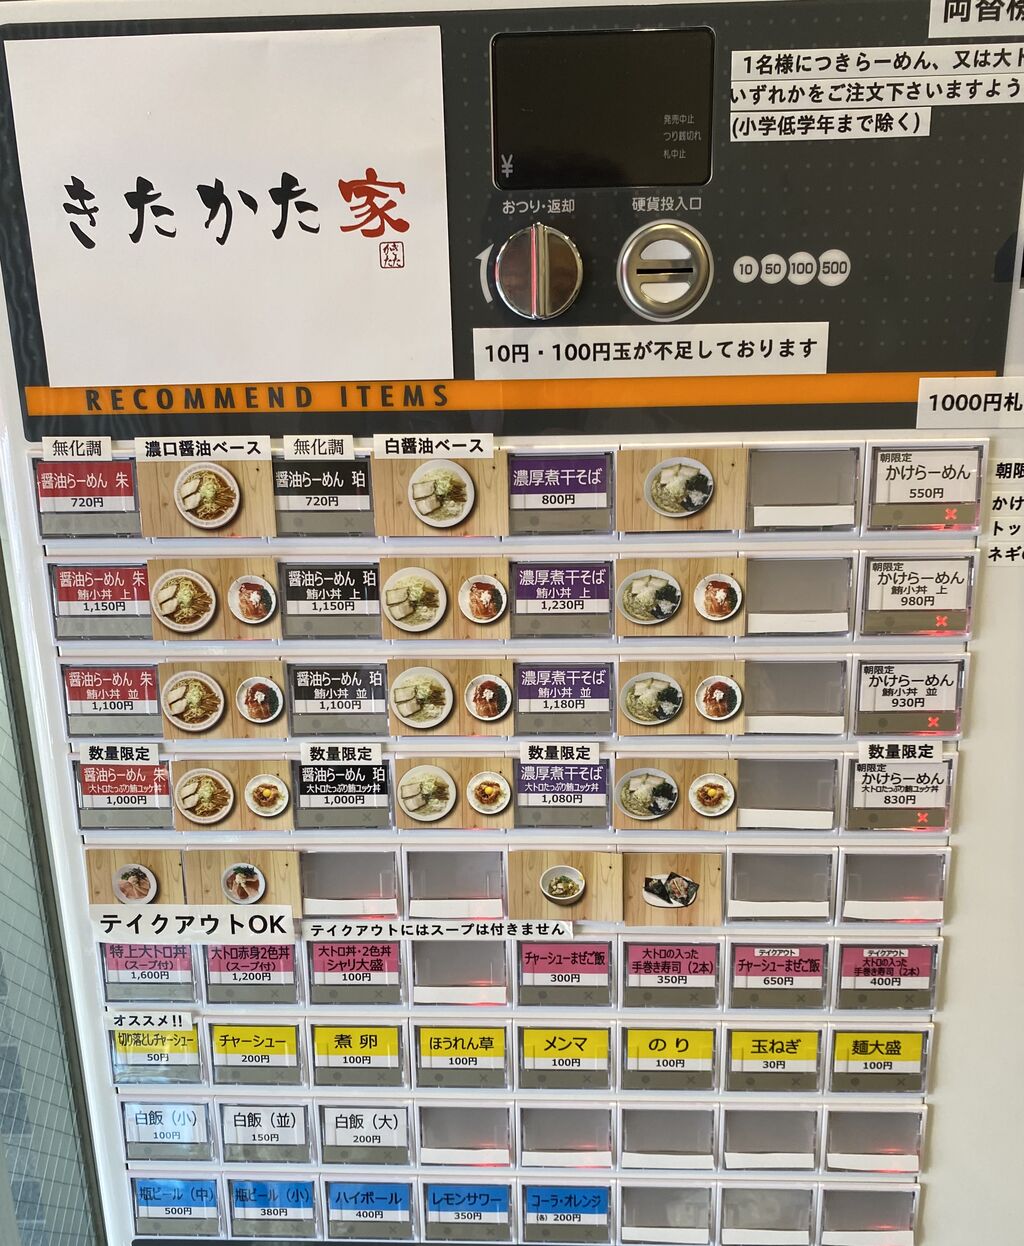 両替機
1名様につきらーめん、又は大ト
いずれかをご注文下さいますよう
(小学低学年まで除く)
発売中止
つり銭切れ
札中止
¥
きたかた家
きたかた
おつり・返却
硬貨投入口
10 50 100 500
10円・100円玉が不足しております
RECOMMEND ITEMS
1000円札
無化調
濃口醤油ベース
無化調
白醤油ベース
醤油らーめん 朱
720円
醤油らーめん 珀
720円
濃厚煮干そば
800円
朝限定
かけらーめん
550円
朝限
かけ
トッ
ネギの
醤油らーめん 朱
鮪小丼 上
1,150円
醤油らーめん 珀
鮪小丼 上
1,150円
濃厚煮干そば
鮪小丼 上
1,230円
朝限定
かけらーめん
鮪小丼 上
980円
醤油らーめん 朱
鮪小丼 並
1,100円
醤油らーめん 珀
鮪小丼 並
1,100円
濃厚煮干そば
鮪小丼 並
1,180円
朝限定
かけらーめん
鮪小丼 並
930円
数量限定
数量限定
数量限定
数量限定
醤油らーめん 朱
大トロたっぷり鮪ユッケ丼
1,000円
醤油らーめん 珀
大トロたっぷり鮪ユッケ丼
1,000円
濃厚煮干そば
大トロたっぷり鮪ユッケ丼
1,080円
朝限定
かけらーめん
大トロたっぷり鮪ユッケ丼
830円
テイクアウトOK
テイクアウトにはスープは付きません
特上大トロ丼
(スープ付)
1,600円
大トロ赤身2色丼
(スープ付)
1,200円
大トロ丼・2色丼
シャリ大盛
100円
チャーシューまぜご飯
300円
大トロの入った
手巻き寿司(2本)
350円
テイクアウト
チャーシューまぜご飯
650円
テイクアウト
大トロの入った
手巻き寿司(2本)
400円
オススメ!!
切り落としチャーシュー
50円
チャーシュー
200円
煮卵
100円
ほうれん草
100円
メンマ
100円
のり
100円
玉ねぎ
30円
麺大盛
100円
白飯(小)
100円
白飯(並)
150円
白飯(大)
200円
瓶ビール(中)
500円
瓶ビール(小)
380円
ハイボール
400円
レモンサワー
350円
コーラ・オレンジ
(各)200円